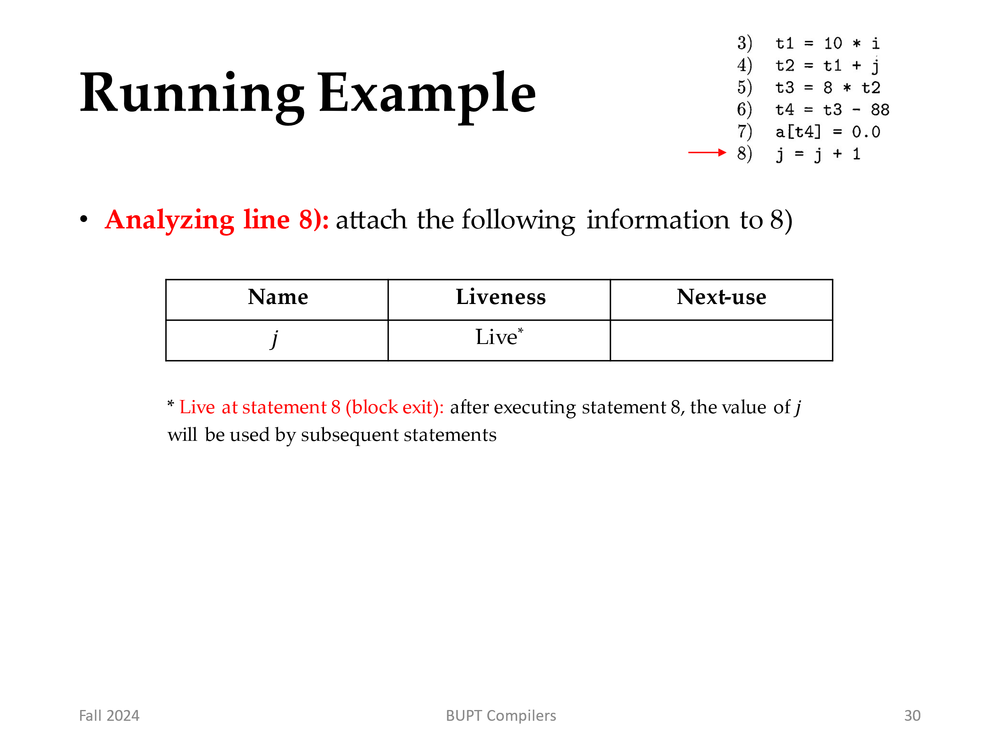 Running Example
3) t1 = 10 * i
4) t2 = t1 + j
5) t3 = 8 * t2
6) t4 = t3 - 88
7) a[t4] = 0.0
8) j = j + 1
• Analyzing line 8): attach the following information to 8)
Name Liveness Next-use
j Live*
* Live at statement 8 (block exit): after executing statement 8, the value of j
will be used by subsequent statements
Fall 2024 BUPT Compilers 30